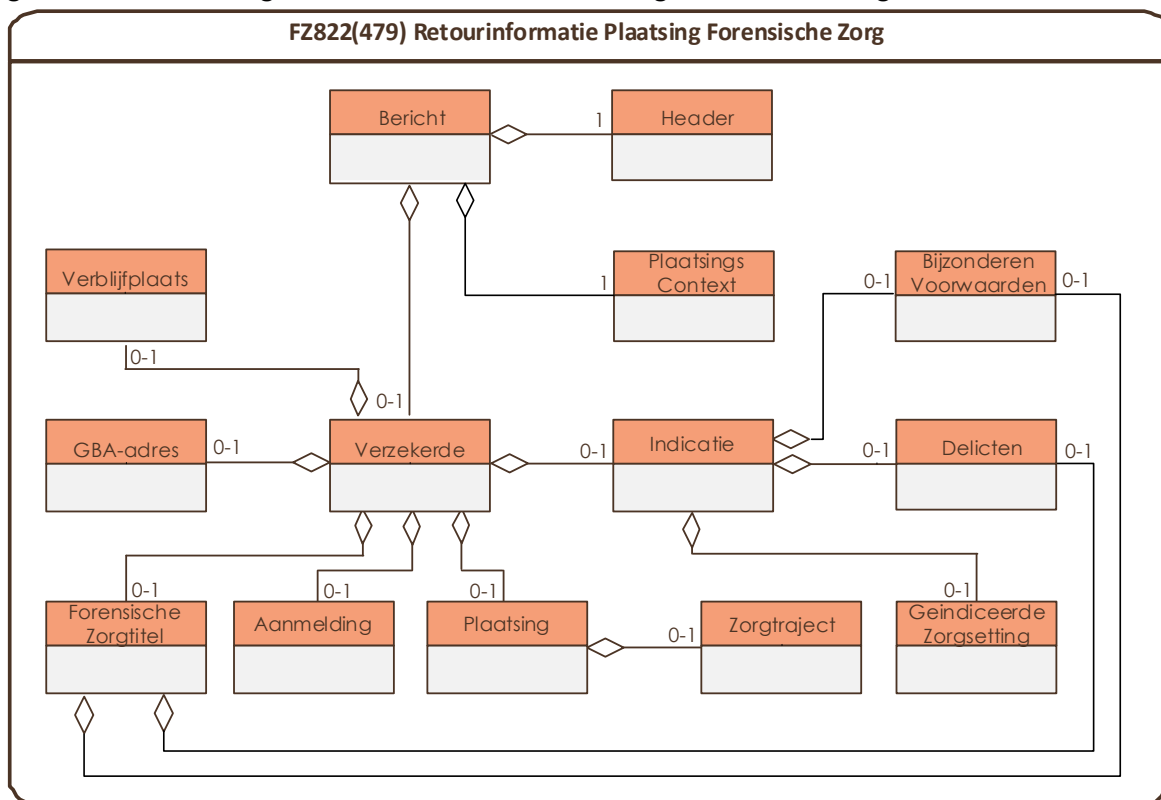 FZ822(479) Retourinformatie Plaatsing Forensische Zorg
Bericht
1
Header
Verblijfplaats
0-1
0-1
1
Plaatsings
Context
0-1
Bijzonderen
Voorwaarden
0-1
GBA-adres
0-1
Verzekerde
0-1
Indicatie
0-1
Delicten
0-1
0-1
Forensische
Zorgtitel
0-1
Aanmelding
0-1
Plaatsing
0-1
Zorgtraject
0-1
Geindiceerde
Zorgsetting